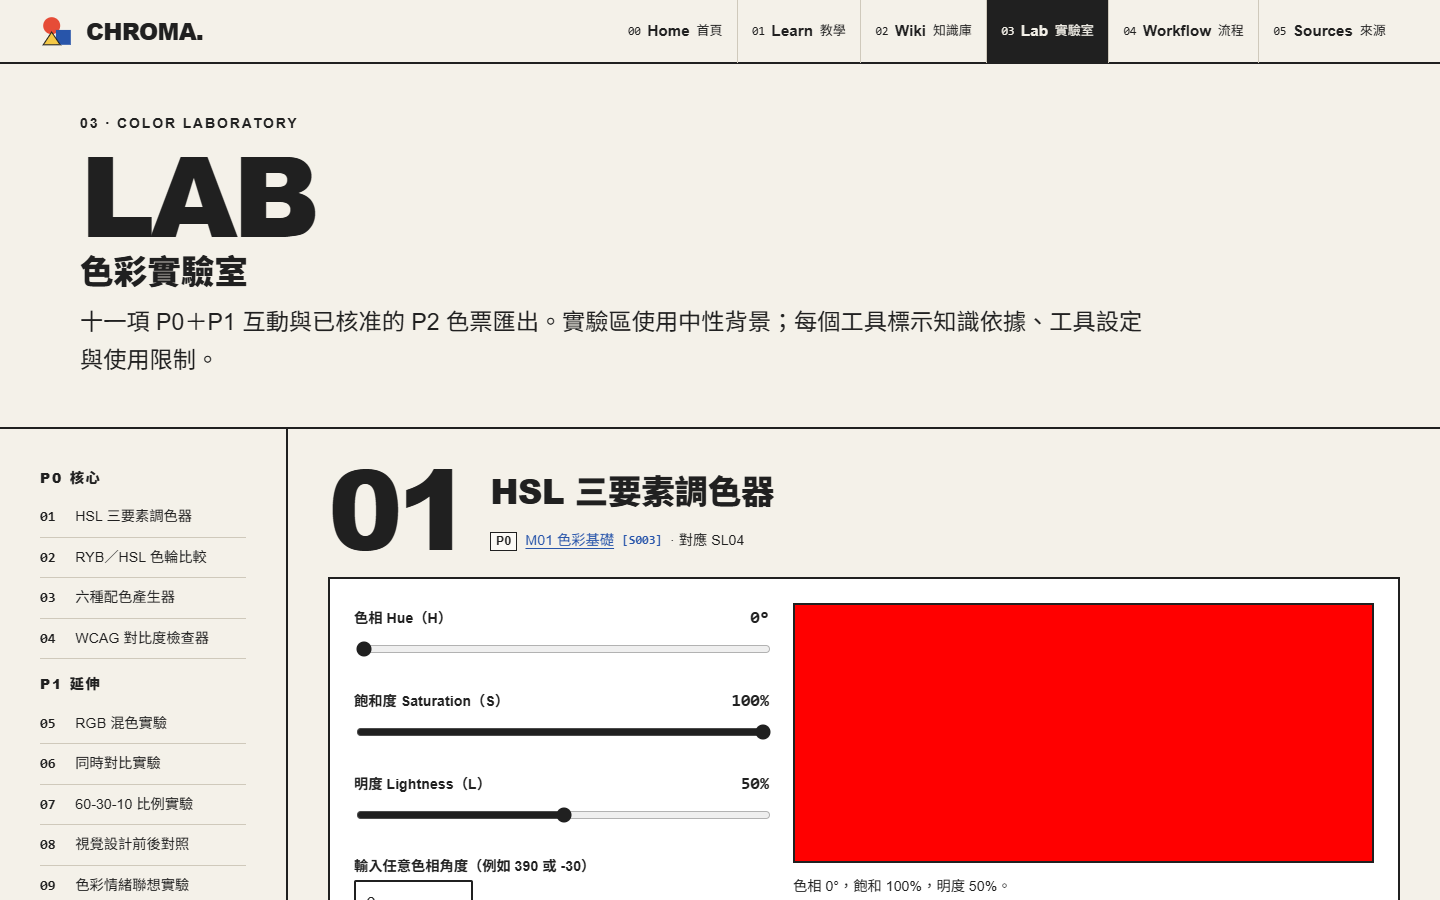 CHROMA.
00 Home 首頁
01 Learn 教學
02 Wiki 知識庫
03 Lab 實驗室
04 Workflow 流程
05 Sources 來源
03 · COLOR LABORATORY
LAB
色彩實驗室
十一項 P0＋P1 互動與已核准的 P2 色票匯出。實驗區使用中性背景；每個工具標示知識依據、工具設定
與使用限制。
P0 核心
01 HSL 三要素調色器
02 RYB／HSL 色輪比較
03 六種配色產生器
04 WCAG 對比度檢查器
P1 延伸
05 RGB 混色實驗
06 同時對比實驗
07 60-30-10 比例實驗
08 視覺設計前後對照
09 色彩情緒聯想實驗
01
HSL 三要素調色器
P0 M01 色彩基礎 [S003] · 對應 SL04
色相 Hue（H） 0°
飽和度 Saturation（S） 100%
明度 Lightness（L） 50%
輸入任意色相角度（例如 390 或 -30）
色相 0°，飽和 100%，明度 50%。